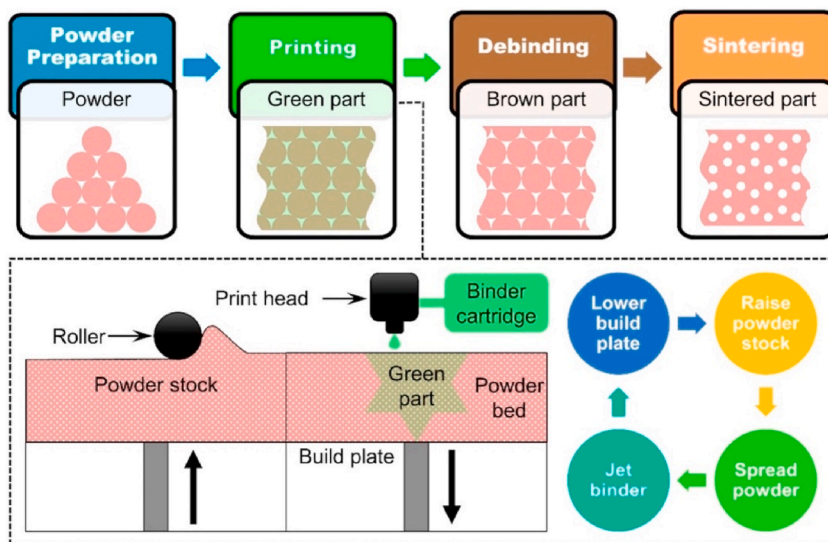 Powder
Preparation
Powder
Printing
Green part
Debinding
Brown part
Sintering
Sintered part
Print head
Binder
cartridge
Roller
Powder stock
Green
part
Powder
bed
Build plate
Lower
build
plate
Raise
powder
stock
Jet
binder
Spread
powder